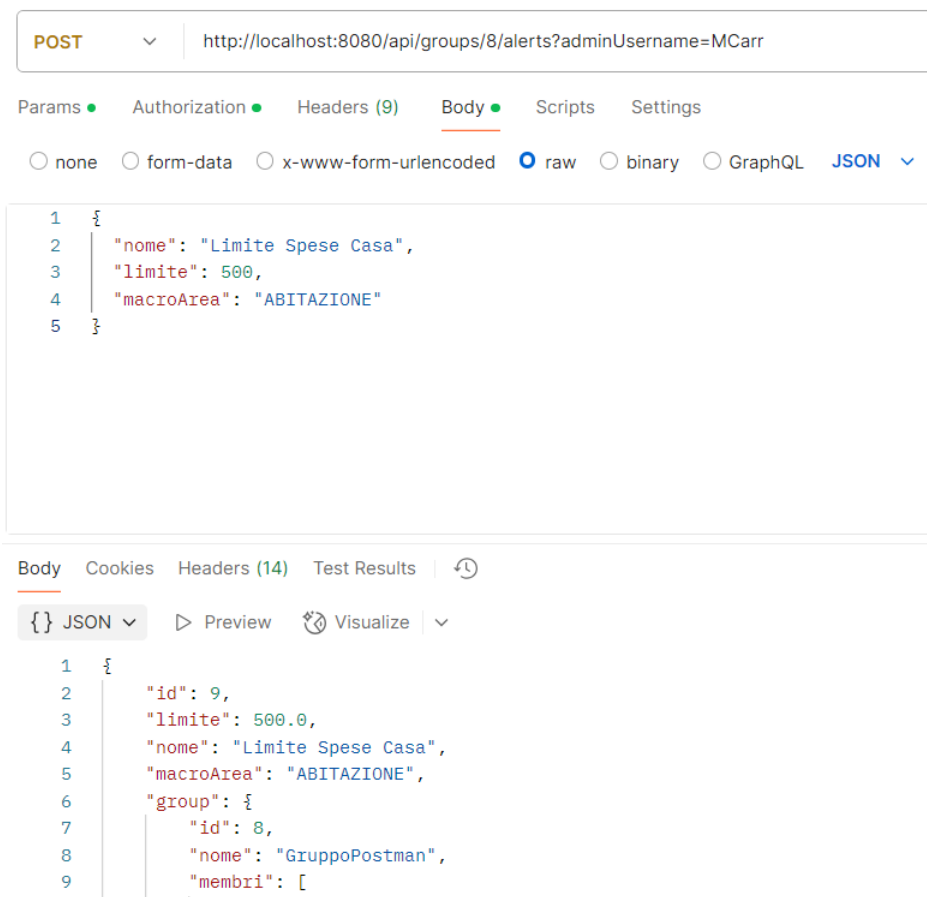 POST http://localhost:8080/api/groups/8/alerts?adminUsername=MCarr
Params Authorization Headers (9) Body Scripts Settings
none form-data x-www-form-urlencoded raw binary GraphQL JSON
1 {
2 "nome": "Limite Spese Casa",
3 "limite": 500,
4 "macroArea": "ABITAZIONE"
5 }
Body Cookies Headers (14) Test Results
{} JSON Preview Visualize
1 {
2 "id": 9,
3 "limite": 500.0,
4 "nome": "Limite Spese Casa",
5 "macroArea": "ABITAZIONE",
6 "group": {
7 "id": 8,
8 "nome": "GruppoPostman",
9 "membri": [